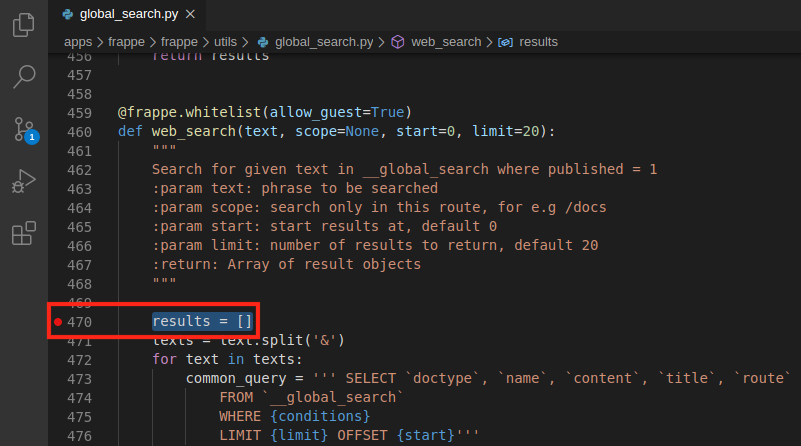 global_search.py
apps > frappe > frappe > utils > global_search.py > web_search > results
456 return results
457
458
459 @frappe.whitelist(allow_guest=True)
460 def web_search(text, scope=None, start=0, limit=20):
461 """
462 Search for given text in __global_search where published = 1
463 :param text: phrase to be searched
464 :param scope: search only in this route, for e.g /docs
465 :param start: start results at, default 0
466 :param limit: number of results to return, default 20
467 :return: Array of result objects
468 """
469
470 results = []
471 texts = text.split('&')
472 for text in texts:
473 common_query = ''' SELECT `doctype`, `name`, `content`, `title`, `route`
474 FROM `__global_search`
475 WHERE {conditions}
476 LIMIT {limit} OFFSET {start}'''
1